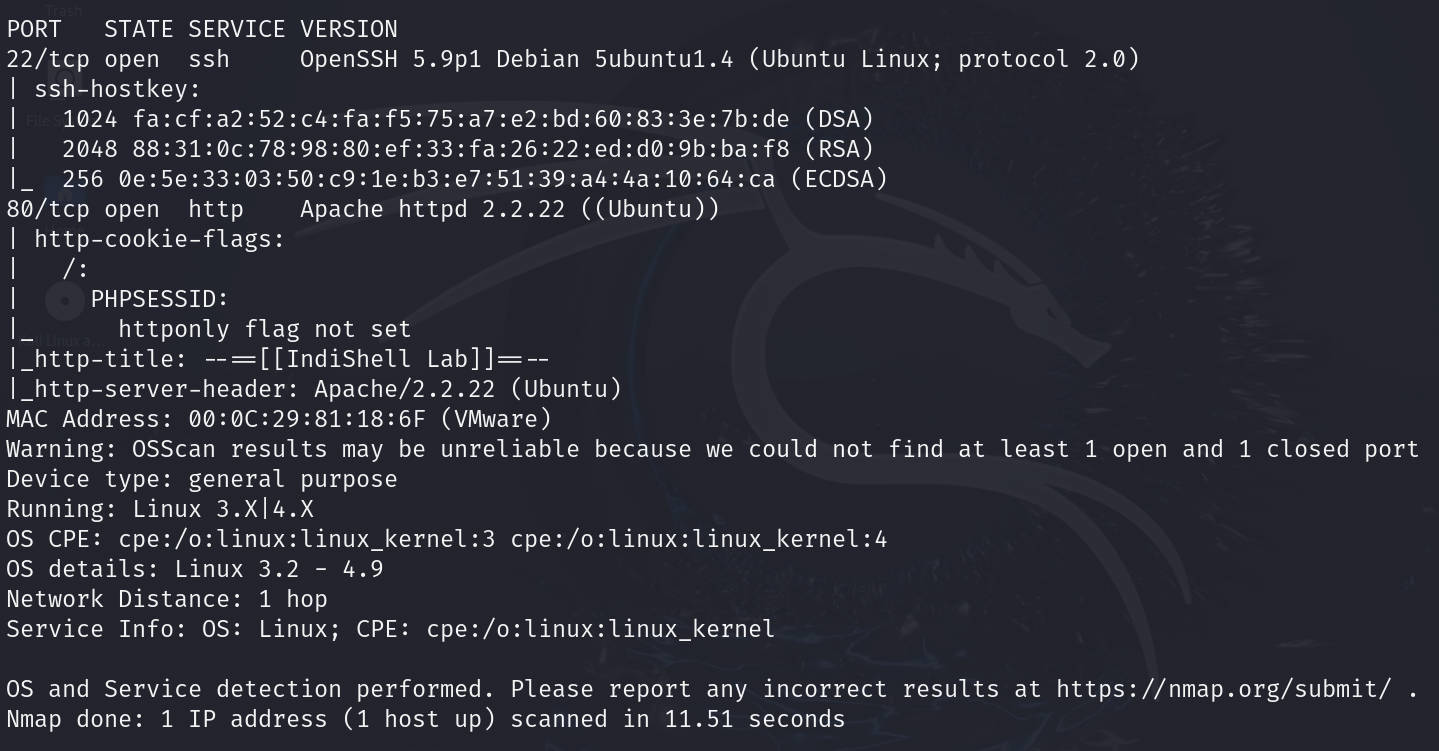 Trash
PORT   STATE SERVICE VERSION
22/tcp open  ssh     OpenSSH 5.9p1 Debian 5ubuntu1.4 (Ubuntu Linux; protocol 2.0)
| ssh-hostkey:
|   1024 fa:cf:a2:52:c4:fa:f5:75:a7:e2:bd:60:83:3e:7b:de (DSA)
|   2048 88:31:0c:78:98:80:ef:33:fa:26:22:ed:d0:9b:ba:f8 (RSA)
|_  256 0e:5e:33:03:50:c9:1e:b3:e7:51:39:a4:4a:10:64:ca (ECDSA)
80/tcp open  http    Apache httpd 2.2.22 ((Ubuntu))
| http-cookie-flags:
|   /:
|     PHPSESSID:
|_      httponly flag not set
|_http-title: --==[[IndiShell Lab]]==--
|_http-server-header: Apache/2.2.22 (Ubuntu)
MAC Address: 00:0C:29:81:18:6F (VMware)
Warning: OSScan results may be unreliable because we could not find at least 1 open and 1 closed port
Device type: general purpose
Running: Linux 3.X|4.X
OS CPE: cpe:/o:linux:linux_kernel:3 cpe:/o:linux:linux_kernel:4
OS details: Linux 3.2 - 4.9
Network Distance: 1 hop
Service Info: OS: Linux; CPE: cpe:/o:linux:linux_kernel
OS and Service detection performed. Please report any incorrect results at https://nmap.org/submit/ .
Nmap done: 1 IP address (1 host up) scanned in 11.51 seconds